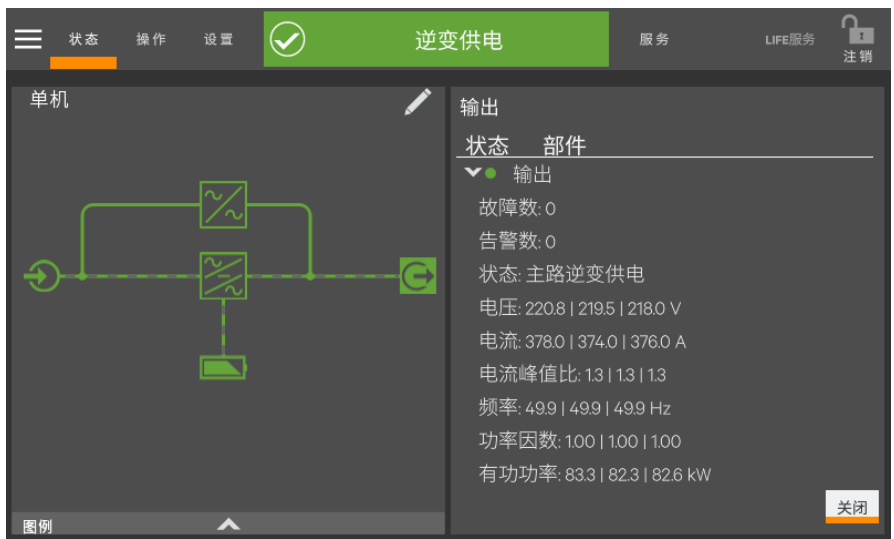 状态 操作 设置 逆变供电 服务 LIFE服务 注销
单机
输出
状态 部件
输出
故障数: 0
告警数: 0
状态: 主路逆变供电
电压: 220.8 | 219.5 | 218.0 V
电流: 378.0 | 374.0 | 376.0 A
电流峰值比: 1.3 | 1.3 | 1.3
频率: 49.9 | 49.9 | 49.9 Hz
功率因数: 1.00 | 1.00 | 1.00
有功功率: 83.3 | 82.3 | 82.6 kW
关闭
图例